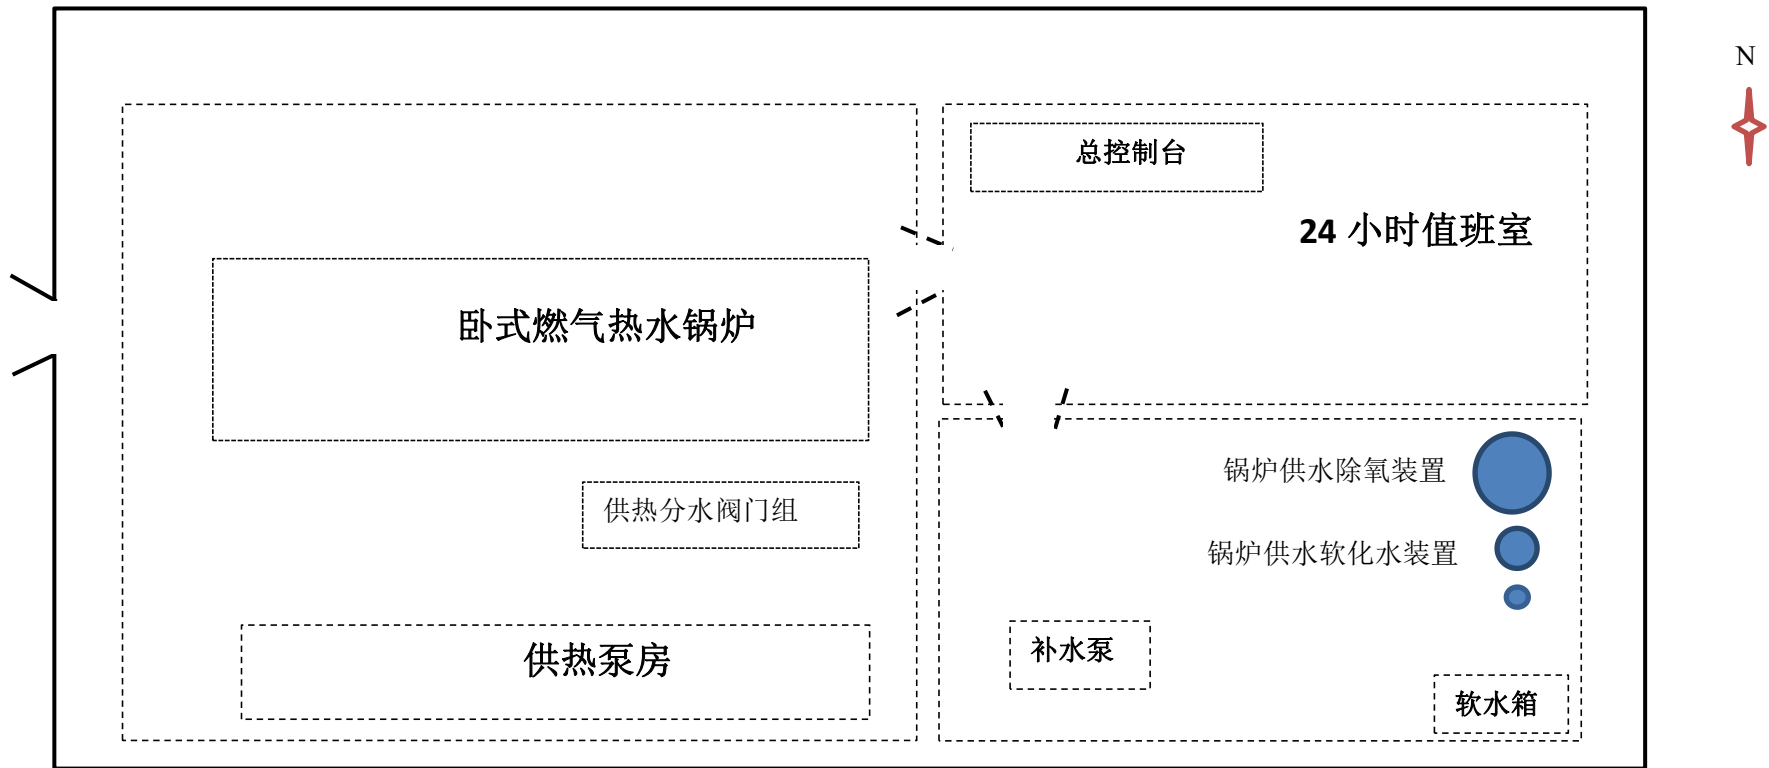 N
总控制台
24 小时值班室
卧式燃气热水锅炉
锅炉供水除氧装置
供热分水阀门组
锅炉供水软化水装置
供热泵房
补水泵
软水箱